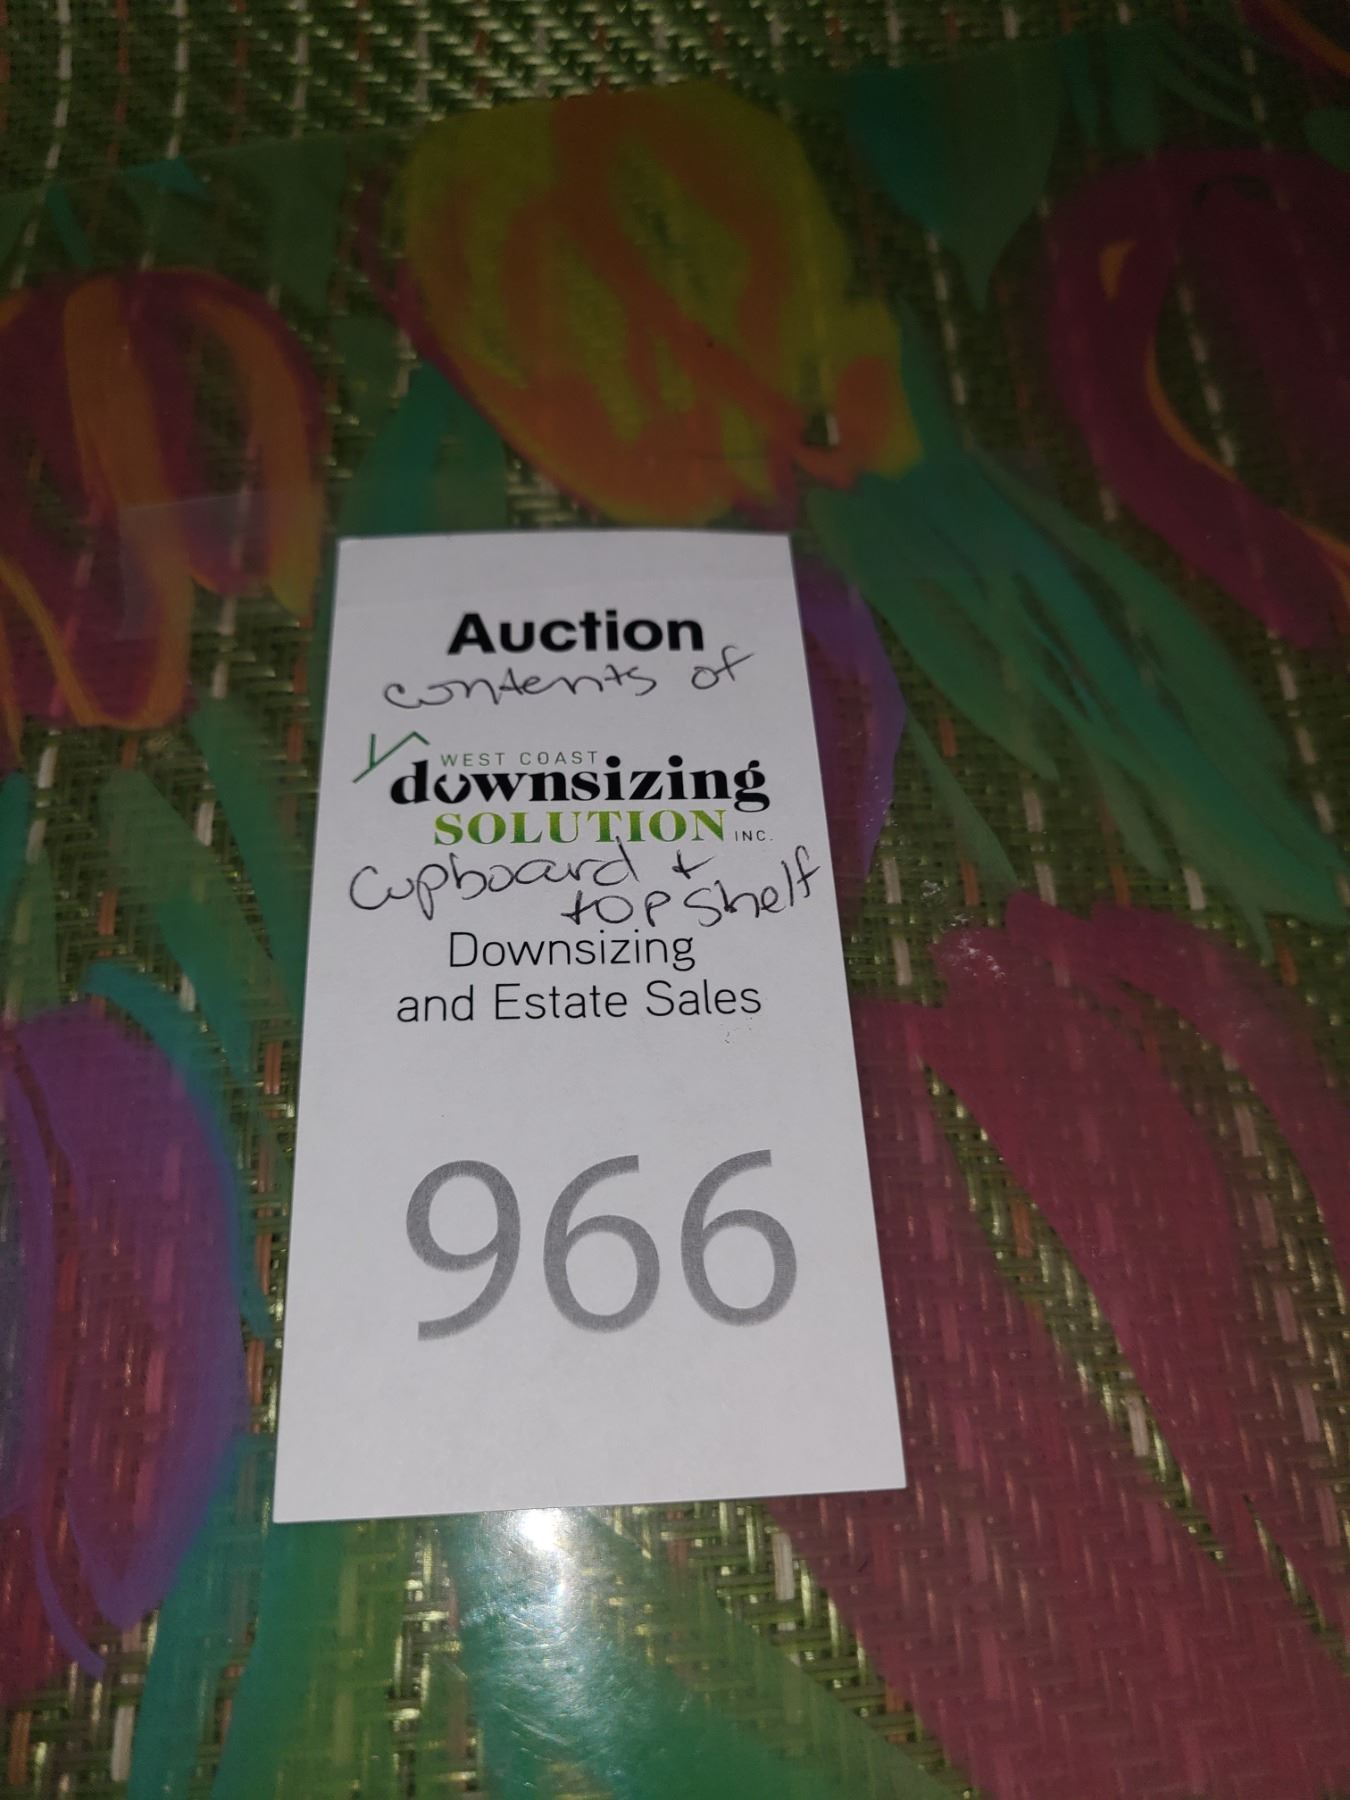 Auction
contents of
WEST COAST
downsizing
SOLUTION INC.
Cupboard +
top shelf
Downsizing
and Estate Sales
966